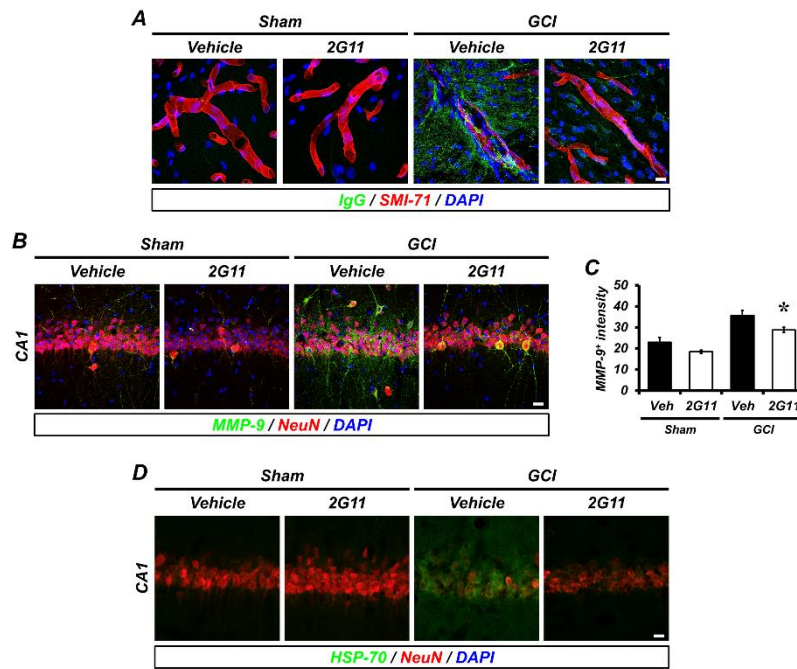 A
Sham GCI
Vehicle 2G11 Vehicle 2G11
IgG / SMI-71 / DAPI
B
Sham GCI
Vehicle 2G11 Vehicle 2G11
CA1
MMP-9 / NeuN / DAPI
C
MMP-9⁺ intensity
50
40
30
20
10
0
*
Veh 2G11 Veh 2G11
Sham GCI
D
Sham GCI
Vehicle 2G11 Vehicle 2G11
CA1
HSP-70 / NeuN / DAPI